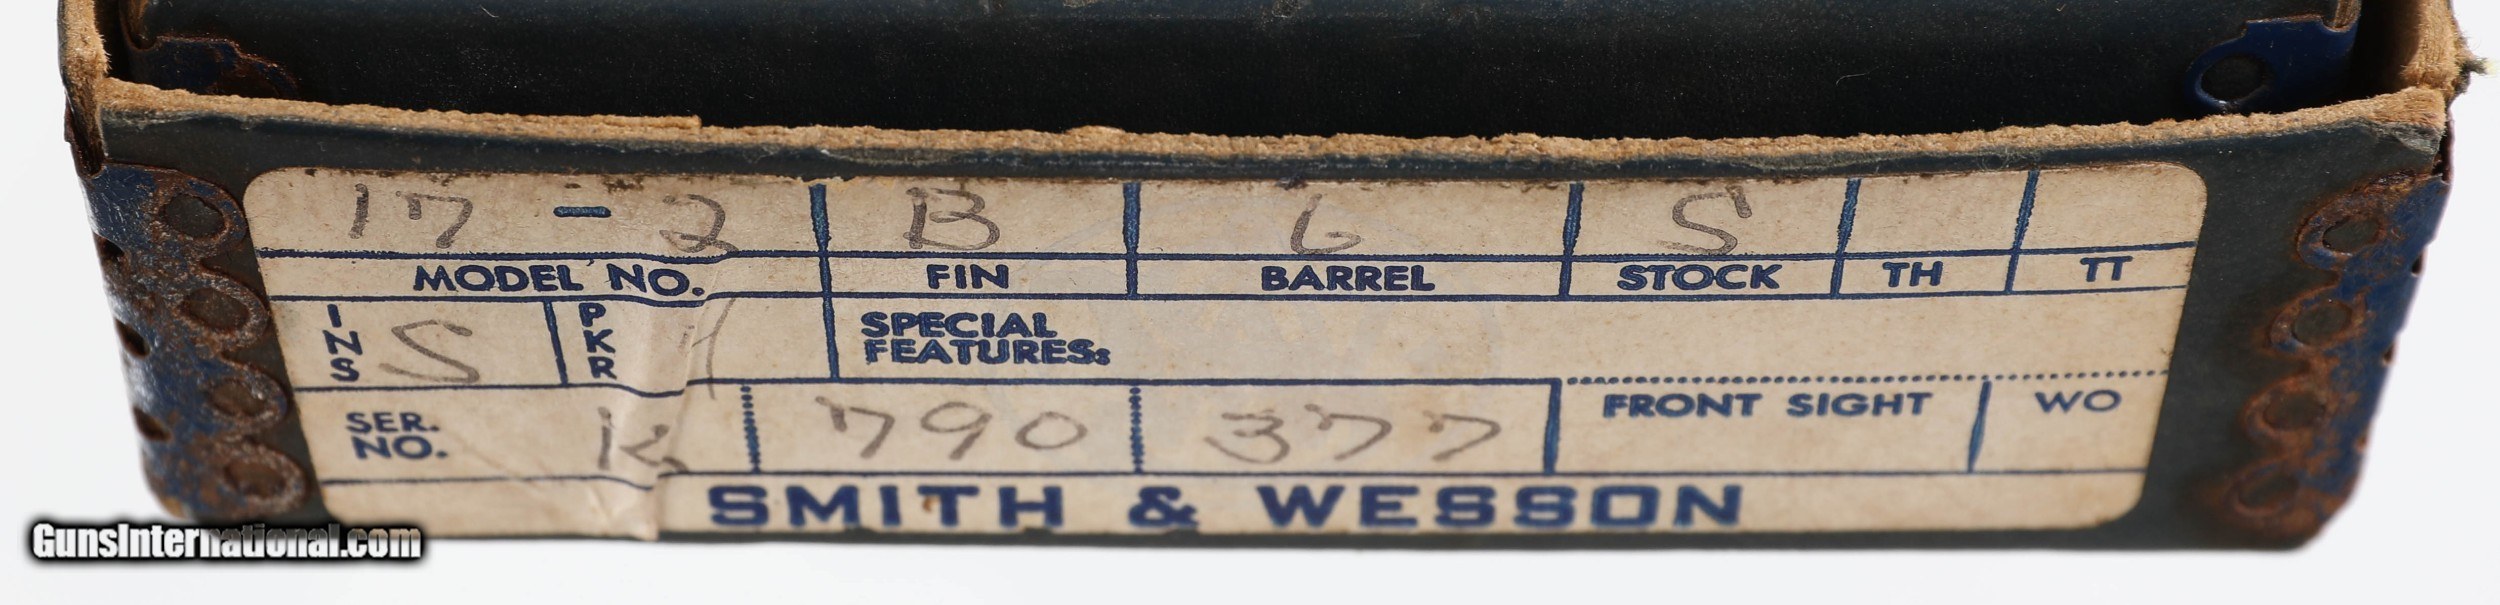 17 - 2 B 6 S
MODEL NO. FIN BARREL STOCK TH TT
INS S PKR SPECIAL
FEATURES:
SER. NO. K 790 377 FRONT SIGHT WO
SMITH & WESSON
GunsInternational.com